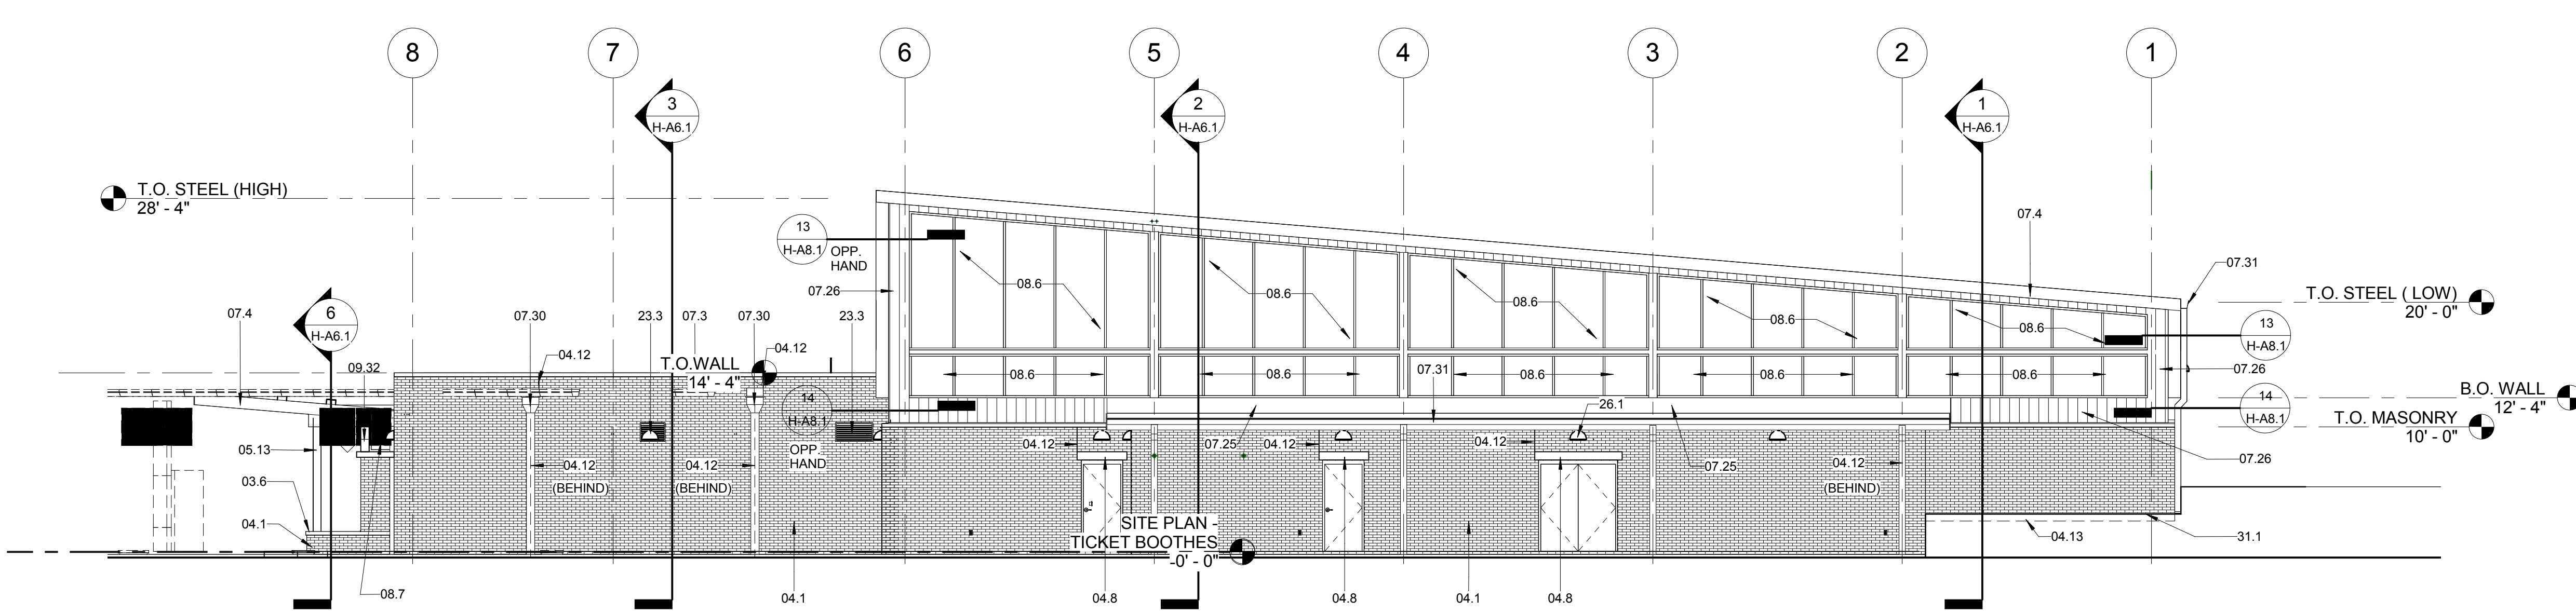 8
7
6
5
4
3
2
1
3
H-A6.1
2
H-A6.1
1
H-A6.1
T.O. STEEL (HIGH)
28' - 4"
13
H-A8.1
OPP.
HAND
07.4
07.31
07.26
08.6
08.6
08.6
08.6
08.6
T.O. STEEL ( LOW)
20' - 0"
07.4
6
H-A6.1
07.30
23.3
07.3
07.30
23.3
13
H-A8.1
09.32
04.12
04.12
T.O.WALL
14' - 4"
08.6
08.6
07.31
08.6
08.6
08.6
07.26
B.O. WALL
12' - 4"
14
H-A8.1
26.1
14
H-A8.1
T.O. MASONRY
10' - 0"
05.13
OPP.
HAND
04.12
07.25
04.12
04.12
07.25
04.12
(BEHIND)
04.12
(BEHIND)
04.12
(BEHIND)
07.26
03.6
04.1
SITE PLAN -
TICKET BOOTHES
-0' - 0"
04.13
31.1
08.7
04.1
04.8
04.8
04.1
04.8